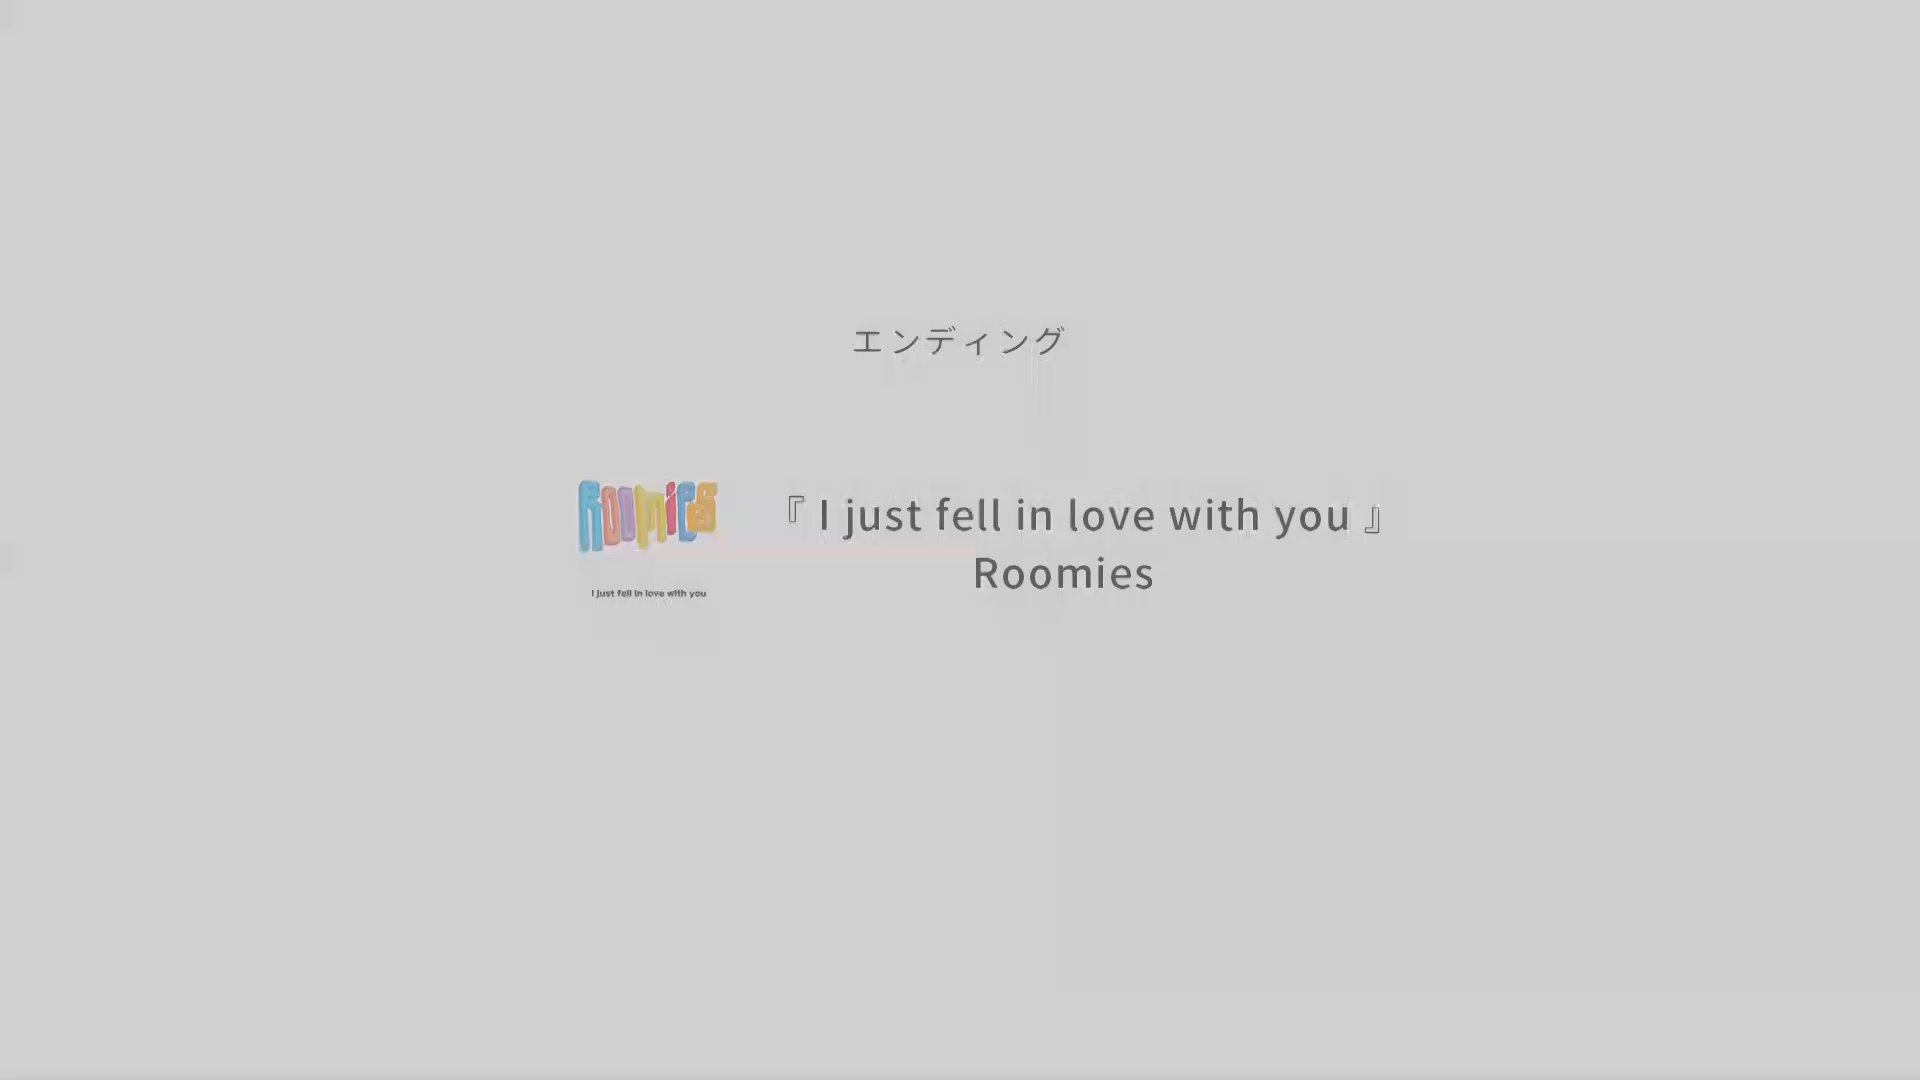 エンディング
Roomies
I just fell in love with you
『 I just fell in love with you 』
Roomies